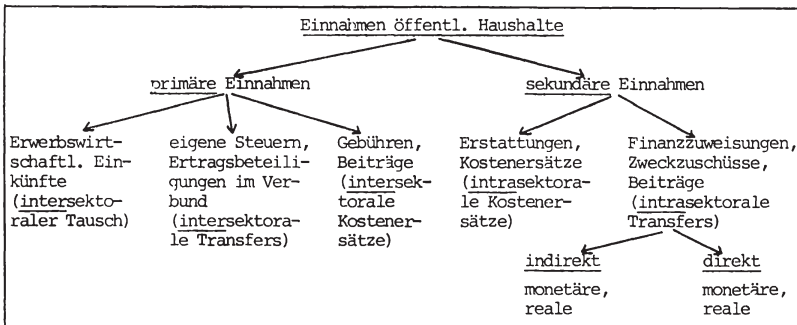 Einnahmen öffentl. Haushalte
primäre Einnahmen
sekundäre Einnahmen
Erwerbswirt-
schaftl. Ein-
künfte
(intersekto-
raler Tausch)
eigene Steuern,
Ertragsbeteili-
gungen im Ver-
bund
(intersektora-
le Transfers)
Gebühren,
Beiträge
(intersek-
torale
Kostener-
sätze)
Erstattungen,
Kostenersätze
(intrasektora-
le Kostener-
sätze)
Finanzzuweisungen,
Zweckzuschüsse,
Beiträge
(intrasektorale
Transfers)
indirekt
monetäre,
reale
direkt
monetäre,
reale